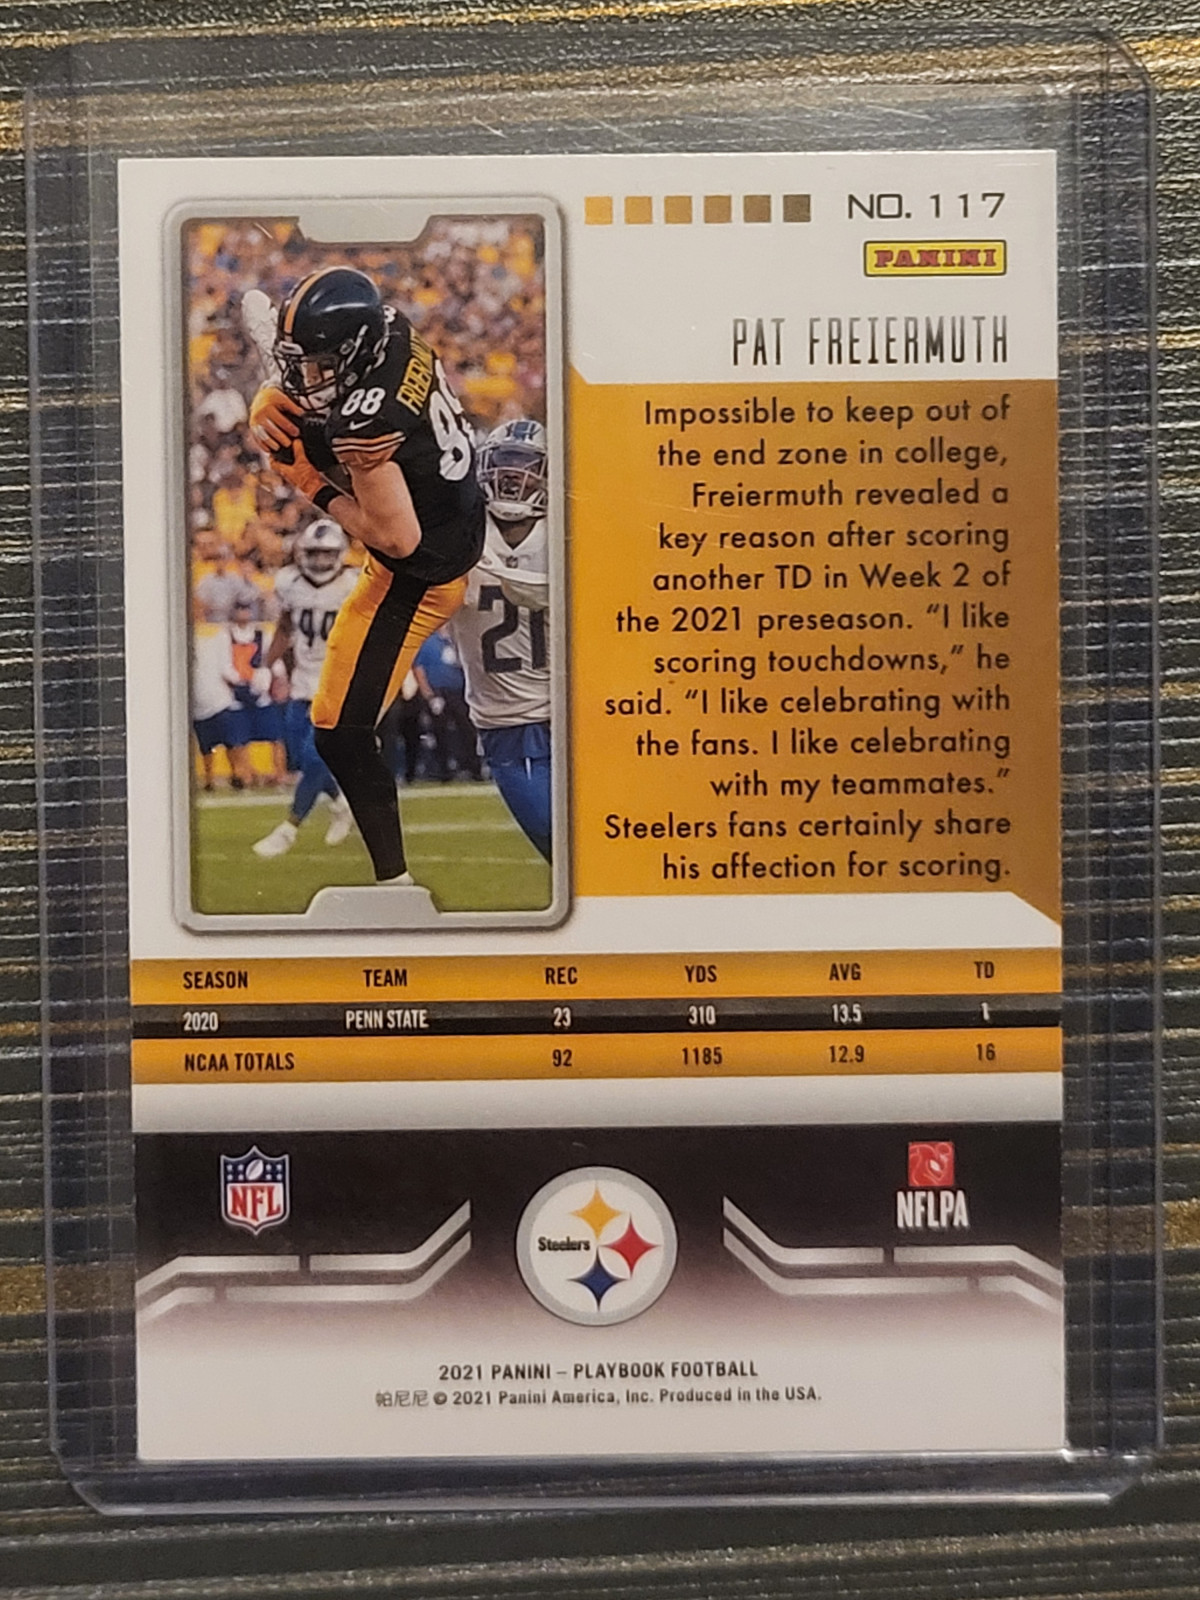 NO. 117
PANINI
PAT FREIERMUTH
Impossible to keep out of
the end zone in college,
Freiermuth revealed a
key reason after scoring
another TD in Week 2 of
the 2021 preseason. “I like
scoring touchdowns,” he
said. “I like celebrating with
the fans. I like celebrating
with my teammates.”
Steelers fans certainly share
his affection for scoring.
88
21
44
SEASON TEAM REC YDS AVG TD
2020 PENN STATE 23 310 13.5 1
NCAA TOTALS 92 1185 12.9 16
NFL
Steelers
NFLPA
2021 PANINI – PLAYBOOK FOOTBALL
帕尼尼 © 2021 Panini America, Inc. Produced in the USA.